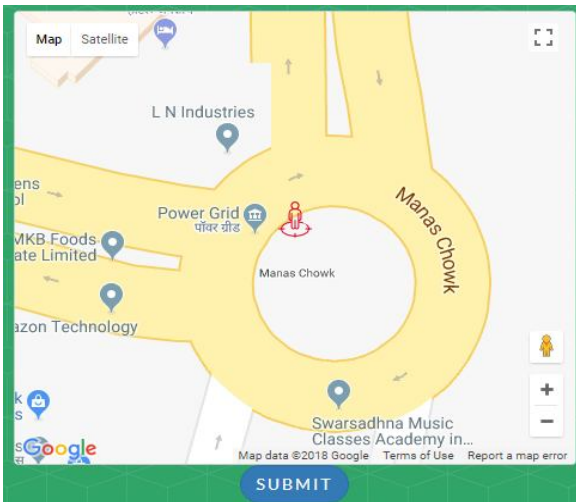 Map Satellite
L N Industries
ens
ol
Power Grid
पॉवर ग्रीड
MKB Foods
ate Limited
Manas Chowk
Manas Chowk
azon Technology
k
s
Swarsadhna Music
Classes Academy in...
Google
Map data ©2018 Google Terms of Use Report a map error
SUBMIT